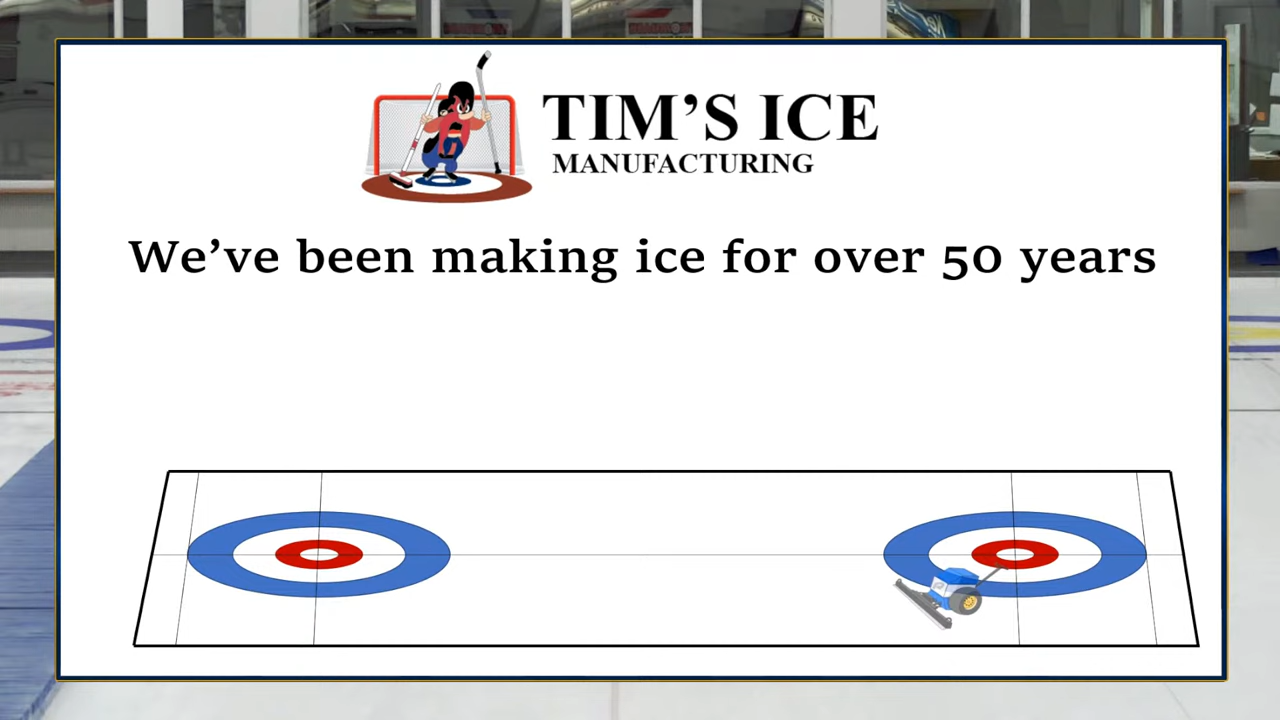 TIM’S ICE
MANUFACTURING
We’ve been making ice for over 50 years